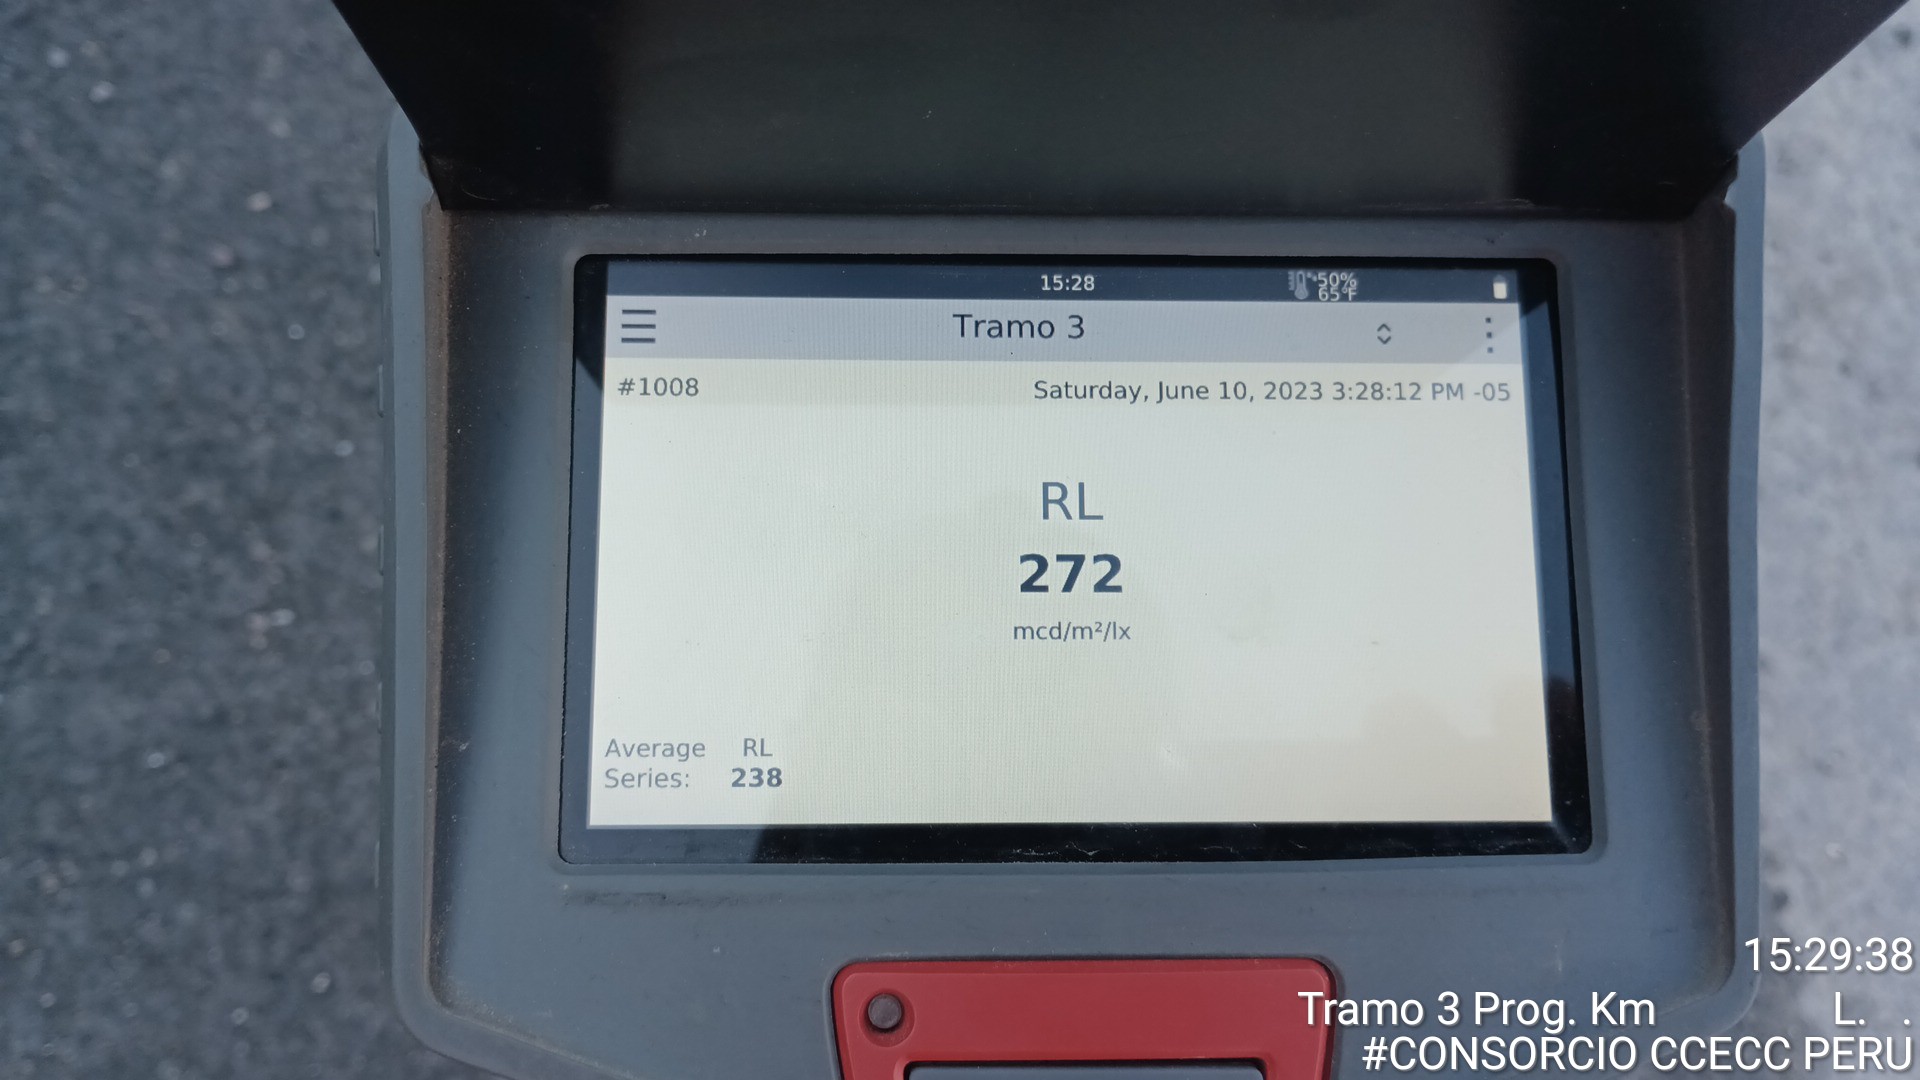 15:28
50%
65°F
Tramo 3
#1008
Saturday, June 10, 2023 3:28:12 PM -05
RL
272
mcd/m²/lx
Average RL
Series: 238
15:29:38
Tramo 3 Prog. Km L. .
#CONSORCIO CCECC PERU